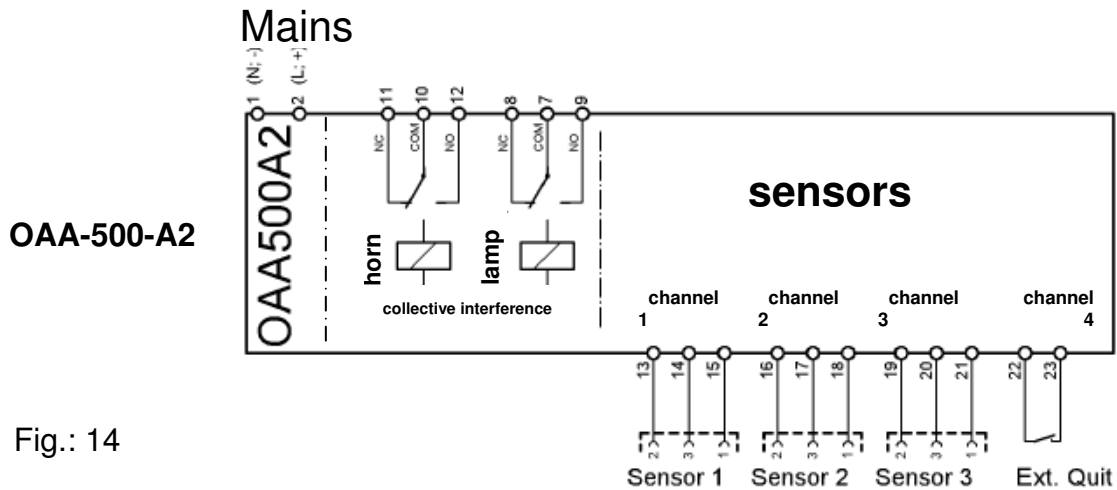 Mains
1 (N; -)
2 (L; +)
11 10 12 8 7 9
NC COM NO NC COM NO
OAA500A2
OAA-500-A2
sensors
horn
lamp
collective interference
channel 1
channel 2
channel 3
channel 4
13 14 15 16 17 18 19 20 21 22 23
2 3 1 2 3 1 2 3 1
Fig.: 14
Sensor 1 Sensor 2 Sensor 3 Ext. Quit